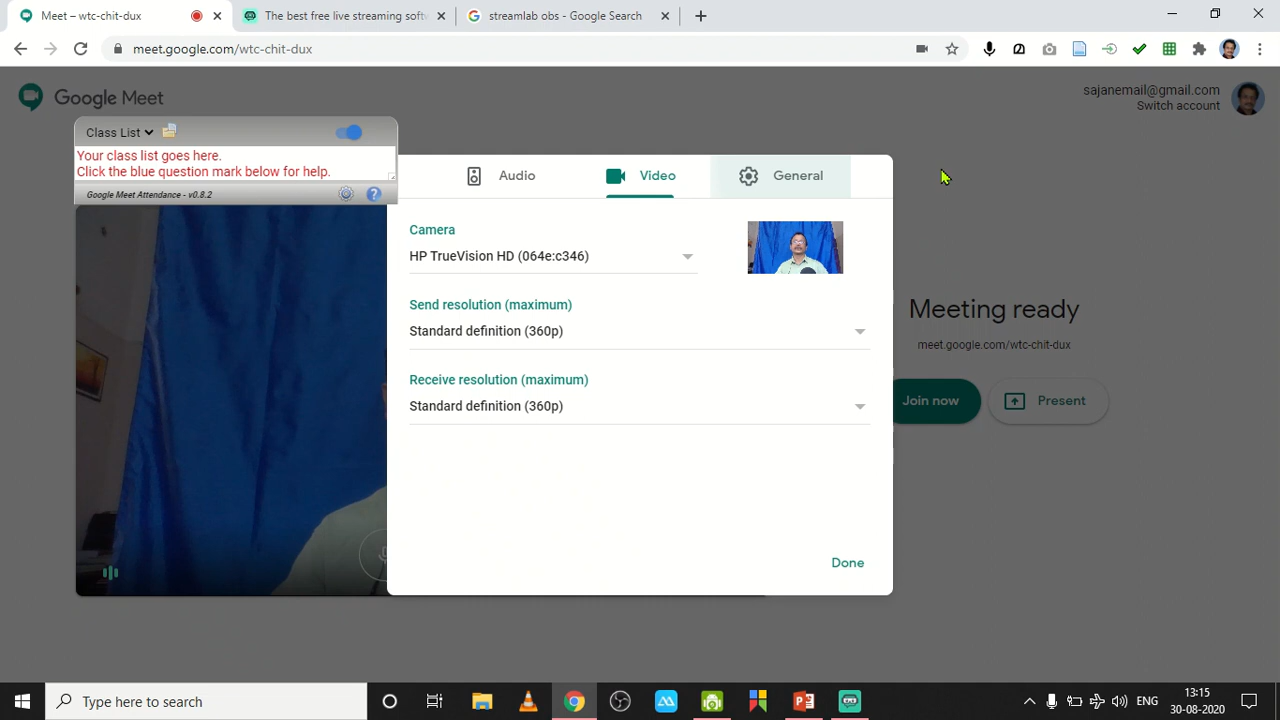 Meet – wtc-chit-dux
The best free live streaming softw
streamlab obs - Google Search
meet.google.com/wtc-chit-dux
Google Meet
sajanemail@gmail.com
Switch account
Class List
Your class list goes here.
Click the blue question mark below for help.
Google Meet Attendance - v0.8.2
?
Audio
Video
General
Camera
HP TrueVision HD (064e:c346)
Send resolution (maximum)
Standard definition (360p)
Receive resolution (maximum)
Standard definition (360p)
Done
Meeting ready
meet.google.com/wtc-chit-dux
Join now
Present
Type here to search
ENG
13:15
30-08-2020